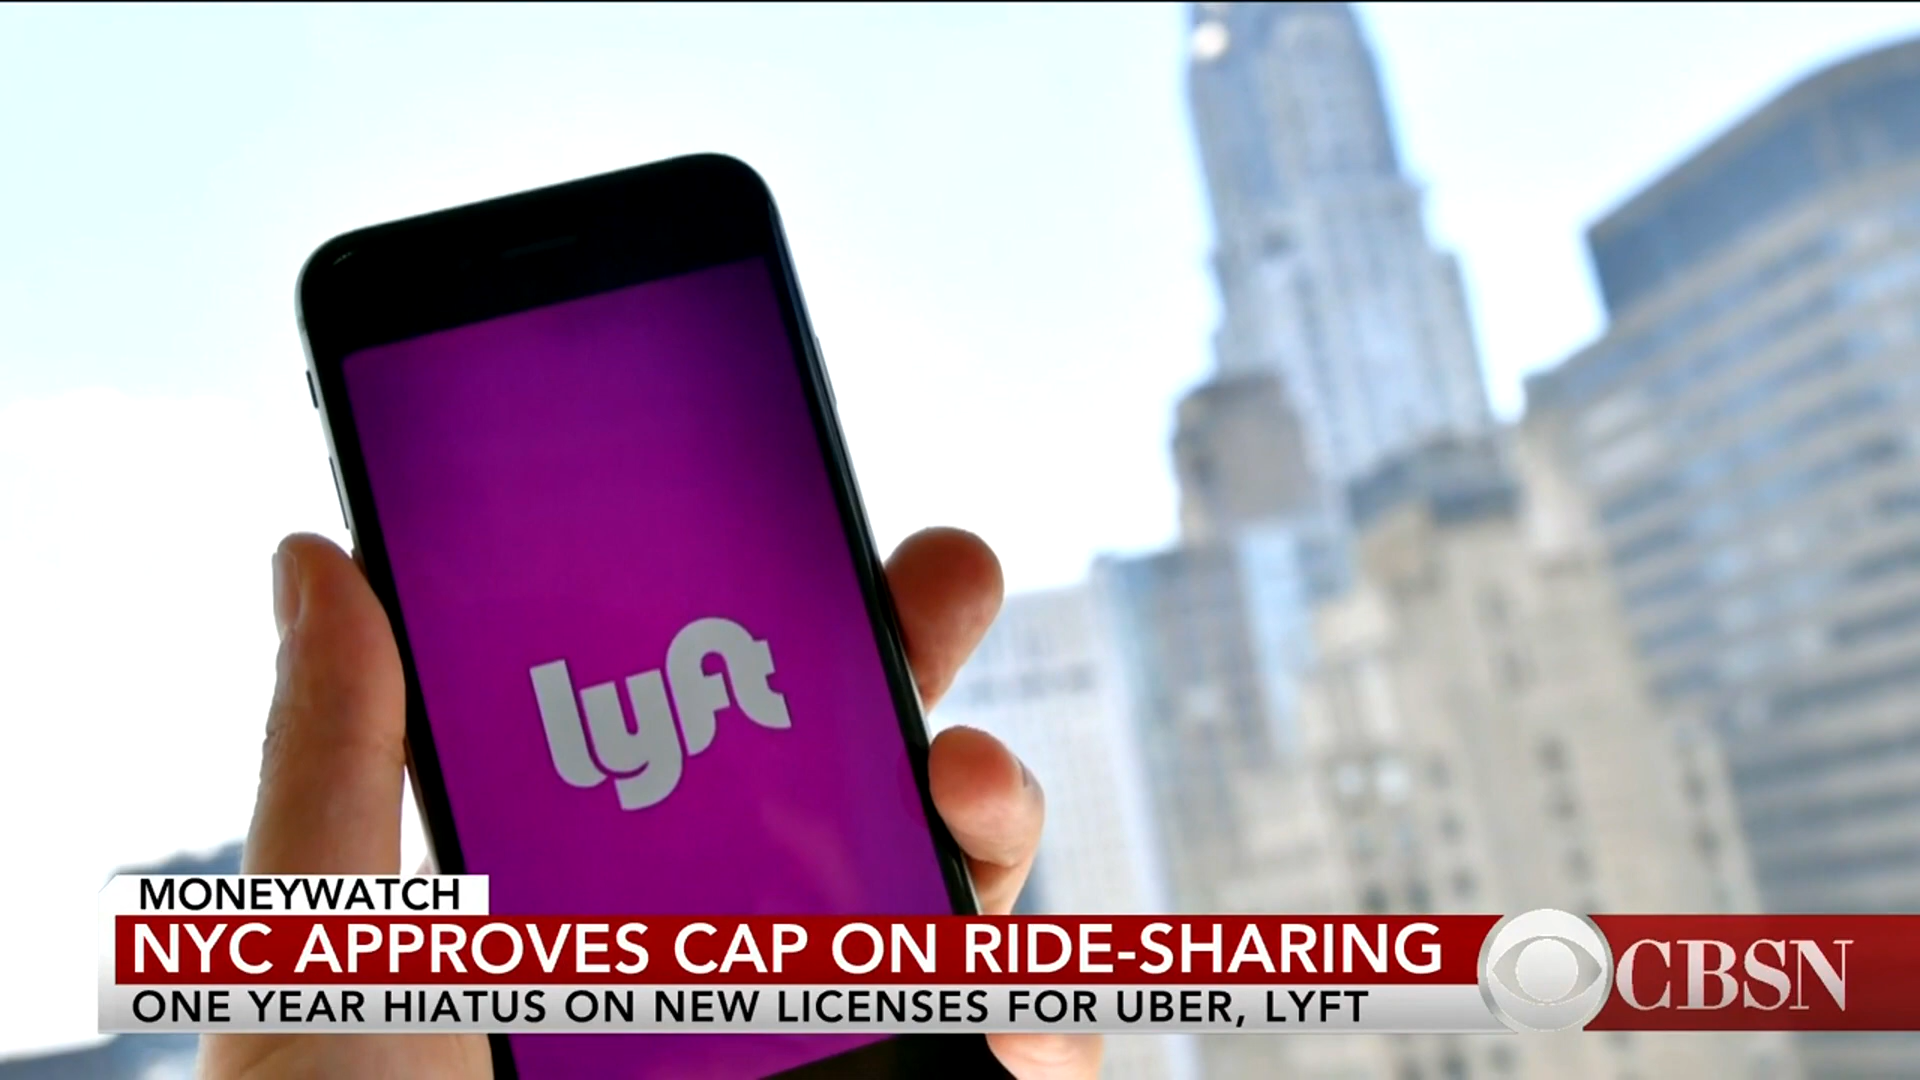 lyft
MONEYWATCH
NYC APPROVES CAP ON RIDE-SHARING
ONE YEAR HIATUS ON NEW LICENSES FOR UBER, LYFT
CBSN